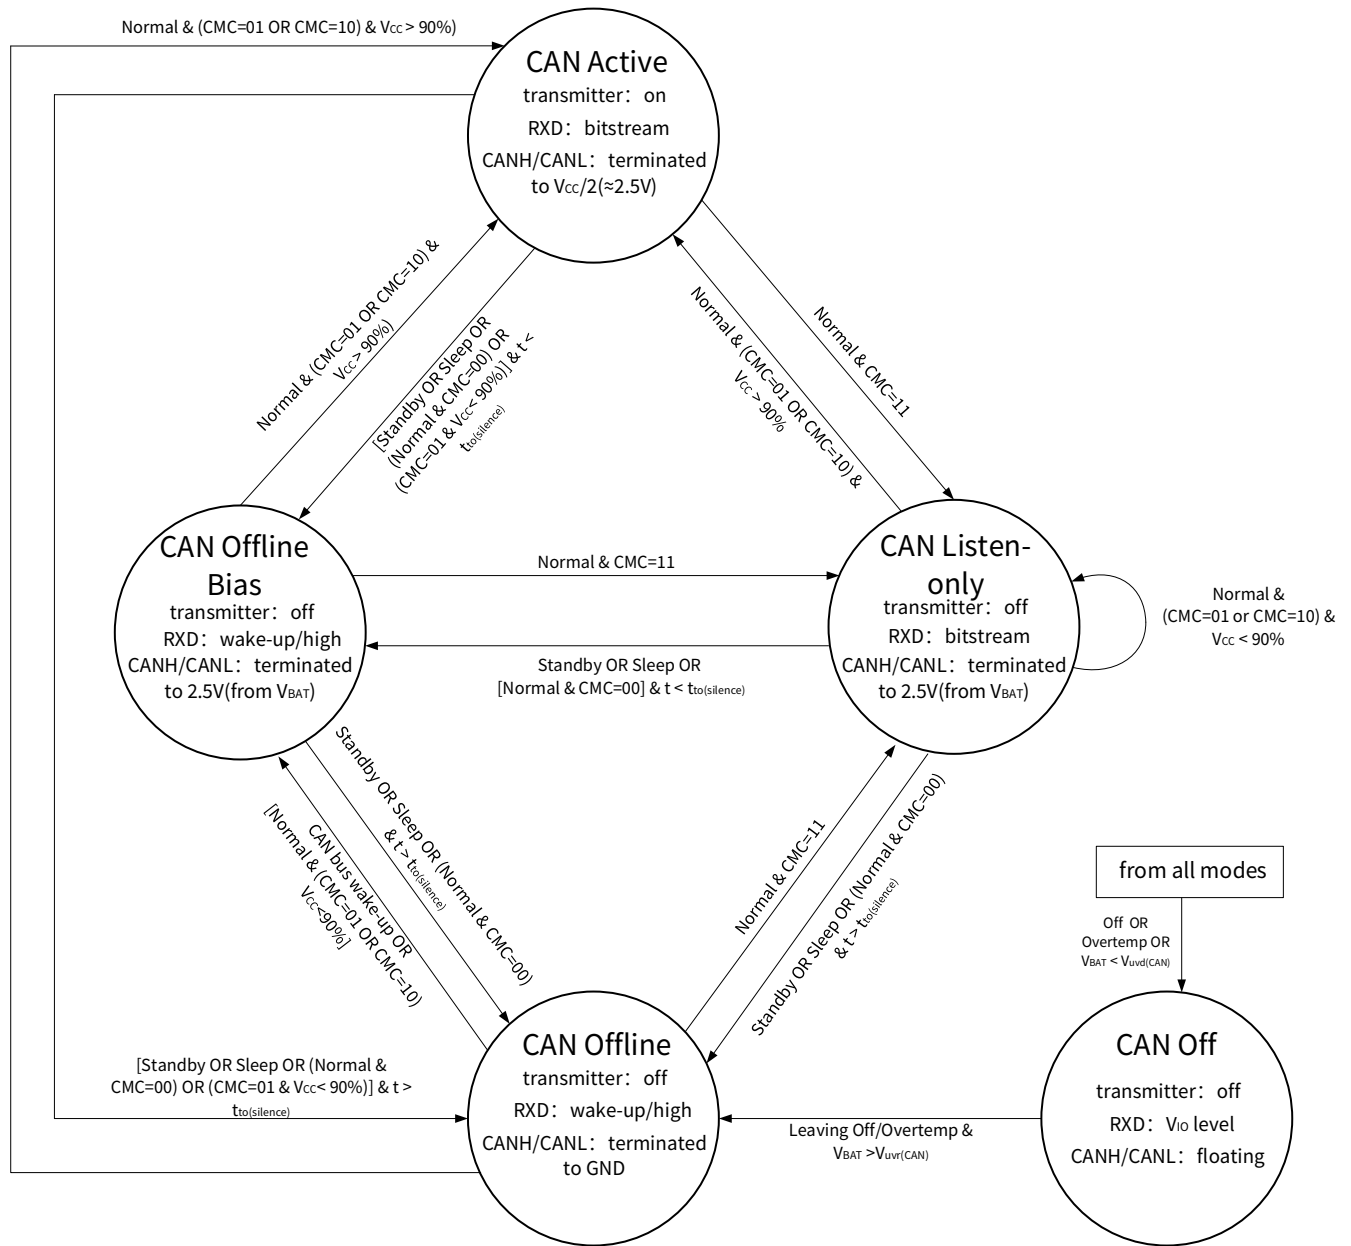 Normal & (CMC=01 OR CMC=10) & VCC > 90%)
CAN Active
transmitter：on
RXD：bitstream
CANH/CANL：terminated
to VCC/2(≈2.5V)
Normal & (CMC=01 OR CMC=10) &
VCC > 90%)
[Standby OR Sleep OR
(Normal & CMC=00) OR
(CMC=01 & VCC< 90%)] & t <
tto(silence)
Normal & (CMC=01 OR CMC=10) &
VCC > 90%
Normal & CMC=11
CAN Offline
Bias
transmitter：off
RXD：wake-up/high
CANH/CANL：terminated
to 2.5V(from VBAT)
Normal & CMC=11
Standby OR Sleep OR
[Normal & CMC=00] & t < tto(silence)
CAN Listen-
only
transmitter：off
RXD：bitstream
CANH/CANL：terminated
to 2.5V(from VBAT)
Normal &
(CMC=01 or CMC=10) &
VCC < 90%
Standby OR Sleep OR (Normal & CMC=00)
& t > tto(silence)
CAN bus wake-up OR
[Normal & (CMC=01 OR CMC=10)
VCC<90%]
Normal & CMC=11
Standby OR Sleep OR (Normal & CMC=00)
& t > tto(silence)
from all modes
Off OR
Overtemp OR
VBAT < Vuvd(CAN)
[Standby OR Sleep OR (Normal &
CMC=00) OR (CMC=01 & VCC< 90%)] & t >
tto(silence)
CAN Offline
transmitter：off
RXD：wake-up/high
CANH/CANL：terminated
to GND
Leaving Off/Overtemp &
VBAT >Vuvr(CAN)
CAN Off
transmitter：off
RXD：VIO level
CANH/CANL：floating